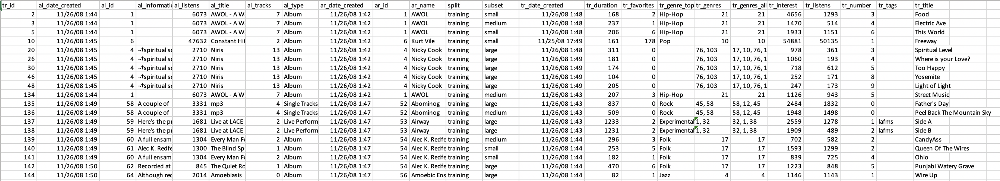 tr_id al_date_created al_id al_informatic al_listens al_title al_tracks al_type ar_date_created ar_id ar_name split subset tr_date_created tr_duration tr_favorites tr_genre_top tr_genres tr_genres_all tr_interest tr_listens tr_number tr_tags tr_title
2 11/26/08 1:44 1 6073 AWOL - A Wa 7 Album 11/26/08 1:42 1 AWOL training small 11/26/08 1:48 168 2 Hip-Hop 21 21 4656 1293 3 Food
3 11/26/08 1:44 1 6073 AWOL - A Wa 7 Album 11/26/08 1:42 1 AWOL training medium 11/26/08 1:48 237 1 Hip-Hop 21 21 1470 514 4 Electric Ave
5 11/26/08 1:44 1 6073 AWOL - A Wa 7 Album 11/26/08 1:42 1 AWOL training small 11/26/08 1:48 206 6 Hip-Hop 21 21 1933 1151 6 This World
10 11/26/08 1:45 6 47632 Constant Hit 2 Album 11/26/08 1:42 6 Kurt Vile training small 11/25/08 17:49 161 178 Pop 10 10 54881 50135 1 Freeway
20 11/26/08 1:45 4 ¬†spiritual so 2710 Niris 13 Album 11/26/08 1:42 4 Nicky Cook training large 11/26/08 1:48 311 0 76, 103 17, 10, 76, 1 978 361 3 Spiritual Level
26 11/26/08 1:45 4 ¬†spiritual so 2710 Niris 13 Album 11/26/08 1:42 4 Nicky Cook training large 11/26/08 1:49 181 0 76, 103 17, 10, 76, 1 1060 193 4 Where is your Love?
30 11/26/08 1:45 4 ¬†spiritual so 2710 Niris 13 Album 11/26/08 1:42 4 Nicky Cook training large 11/26/08 1:49 174 0 76, 103 17, 10, 76, 1 718 612 5 Too Happy
46 11/26/08 1:45 4 ¬†spiritual so 2710 Niris 13 Album 11/26/08 1:42 4 Nicky Cook training large 11/26/08 1:49 104 0 76, 103 17, 10, 76, 1 252 171 8 Yosemite
48 11/26/08 1:45 4 ¬†spiritual so 2710 Niris 13 Album 11/26/08 1:42 4 Nicky Cook training large 11/26/08 1:49 205 0 76, 103 17, 10, 76, 1 247 173 9 Light of Light
134 11/26/08 1:44 1 6073 AWOL - A Wa 7 Album 11/26/08 1:42 1 AWOL training medium 11/26/08 1:43 207 3 Hip-Hop 21 21 1126 943 5 Street Music
135 11/26/08 1:49 58 A couple of 3331 mp3 4 Single Tracks 11/26/08 1:47 52 Abominog training large 11/26/08 1:43 837 0 Rock 45, 58 58, 12, 45 2484 1832 0 Father's Day
136 11/26/08 1:49 58 A couple of 3331 mp3 4 Single Tracks 11/26/08 1:47 52 Abominog training medium 11/26/08 1:43 509 0 Rock 45, 58 58, 12, 45 1948 1498 0 Peel Back The Mountain Sky
137 11/26/08 1:49 59 Here's the pr 1681 Live at LACE 2 Live Perform 11/26/08 1:47 53 Airway training large 11/26/08 1:43 1233 2 Experimental 1, 32 32, 1, 38 2559 1278 1 lafms Side A
138 11/26/08 1:49 59 Here's the pr 1681 Live at LACE 2 Live Perform 11/26/08 1:47 53 Airway training large 11/26/08 1:43 1231 2 Experimental 1, 32 32, 1, 38 1909 489 2 lafms Side B
139 11/26/08 1:49 60 A full ensaml 1304 Every Man Fo 2 Album 11/26/08 1:47 54 Alec K. Redfe training medium 11/26/08 1:44 296 3 Folk 17 17 702 582 2 CandyAss
140 11/26/08 1:49 61 Alec K. Redfe 1300 The Blind Spo 1 Album 11/26/08 1:47 54 Alec K. Redfe training small 11/26/08 1:44 253 5 Folk 17 17 1593 1299 2 Queen Of The Wires
141 11/26/08 1:49 60 A full ensaml 1304 Every Man Fo 2 Album 11/26/08 1:47 54 Alec K. Redfe training small 11/26/08 1:44 182 1 Folk 17 17 839 725 4 Ohio
142 11/26/08 1:50 62 Recorded at 845 The Quiet Ro 1 Album 11/26/08 1:47 54 Alec K. Redfe training large 11/26/08 1:44 470 6 Folk 17 17 1223 848 5 Punjabi Watery Grave
144 11/26/08 1:50 64 Although rec 2014 Amoebiasis 0 Album 11/26/08 1:47 56 Amoebic Ens training large 11/26/08 1:44 82 1 Jazz 4 4 1146 1143 1 Wire Up